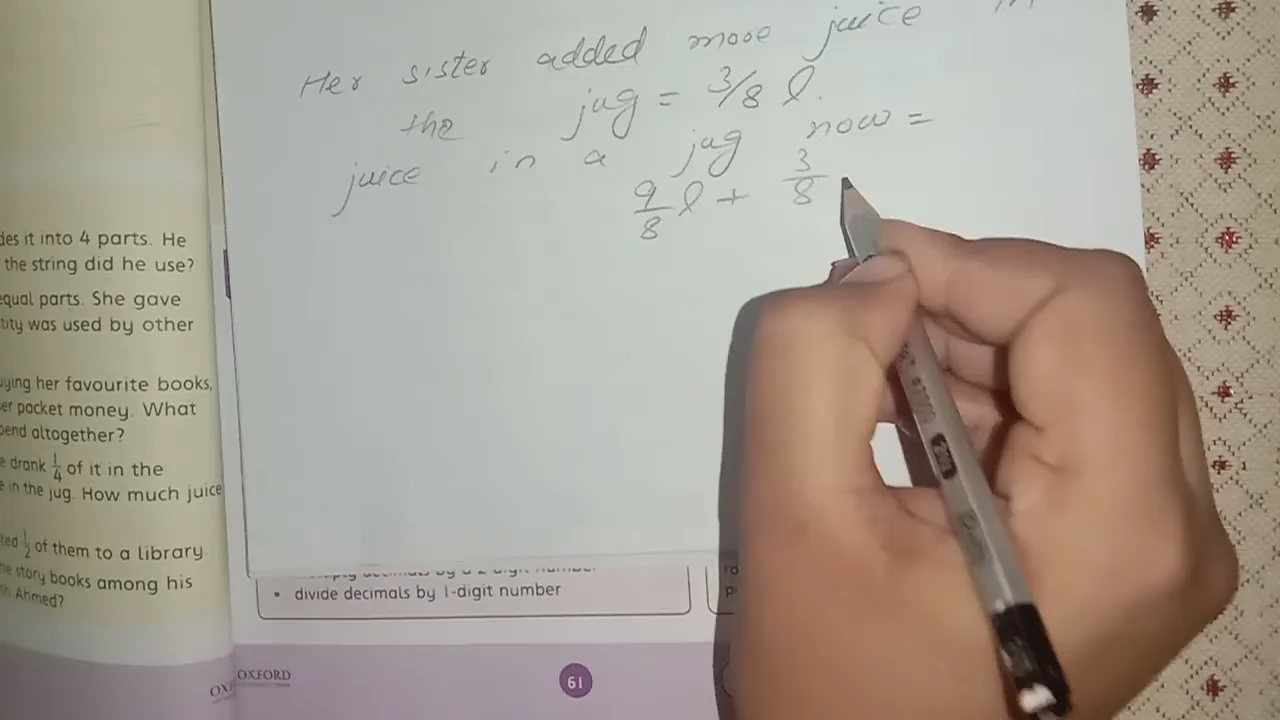 Her sister added more juice in
the jug = 3/8 l.
juice in a jug now =
9/8 l + 3/8
des it into 4 parts. He
the string did he use?
equal parts. She gave
tity was used by other
ying her favourite books,
er pocket money. What
pend altogether?
e drank 1/4 of it in the
e in the jug. How much juice
ted 1/2 of them to a library.
e story books among his
Ahmed?
• divide decimals by 1-digit number
OXFORD
61